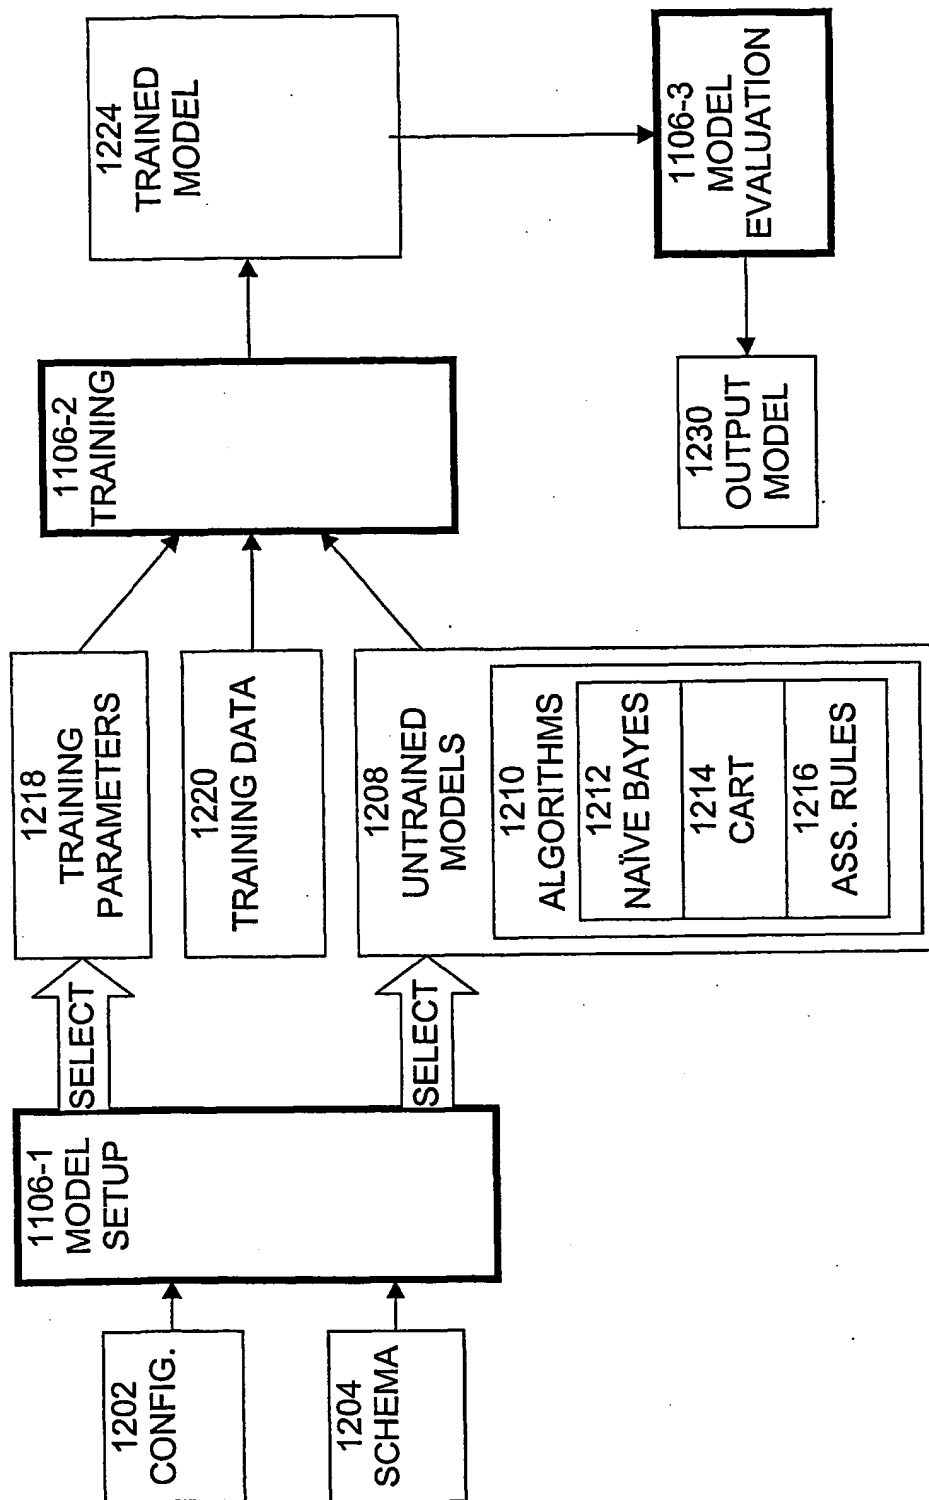 1202
CONFIG.
1204
SCHEMA
1106-1
MODEL
SETUP
SELECT
SELECT
1218
TRAINING
PARAMETERS
1220
TRAINING DATA
1208
UNTRAINED
MODELS
1210
ALGORITHMS
1212
NAÏVE BAYES
1214
CART
1216
ASS. RULES
1106-2
TRAINING
1224
TRAINED
MODEL
1106-3
MODEL
EVALUATION
1230
OUTPUT
MODEL